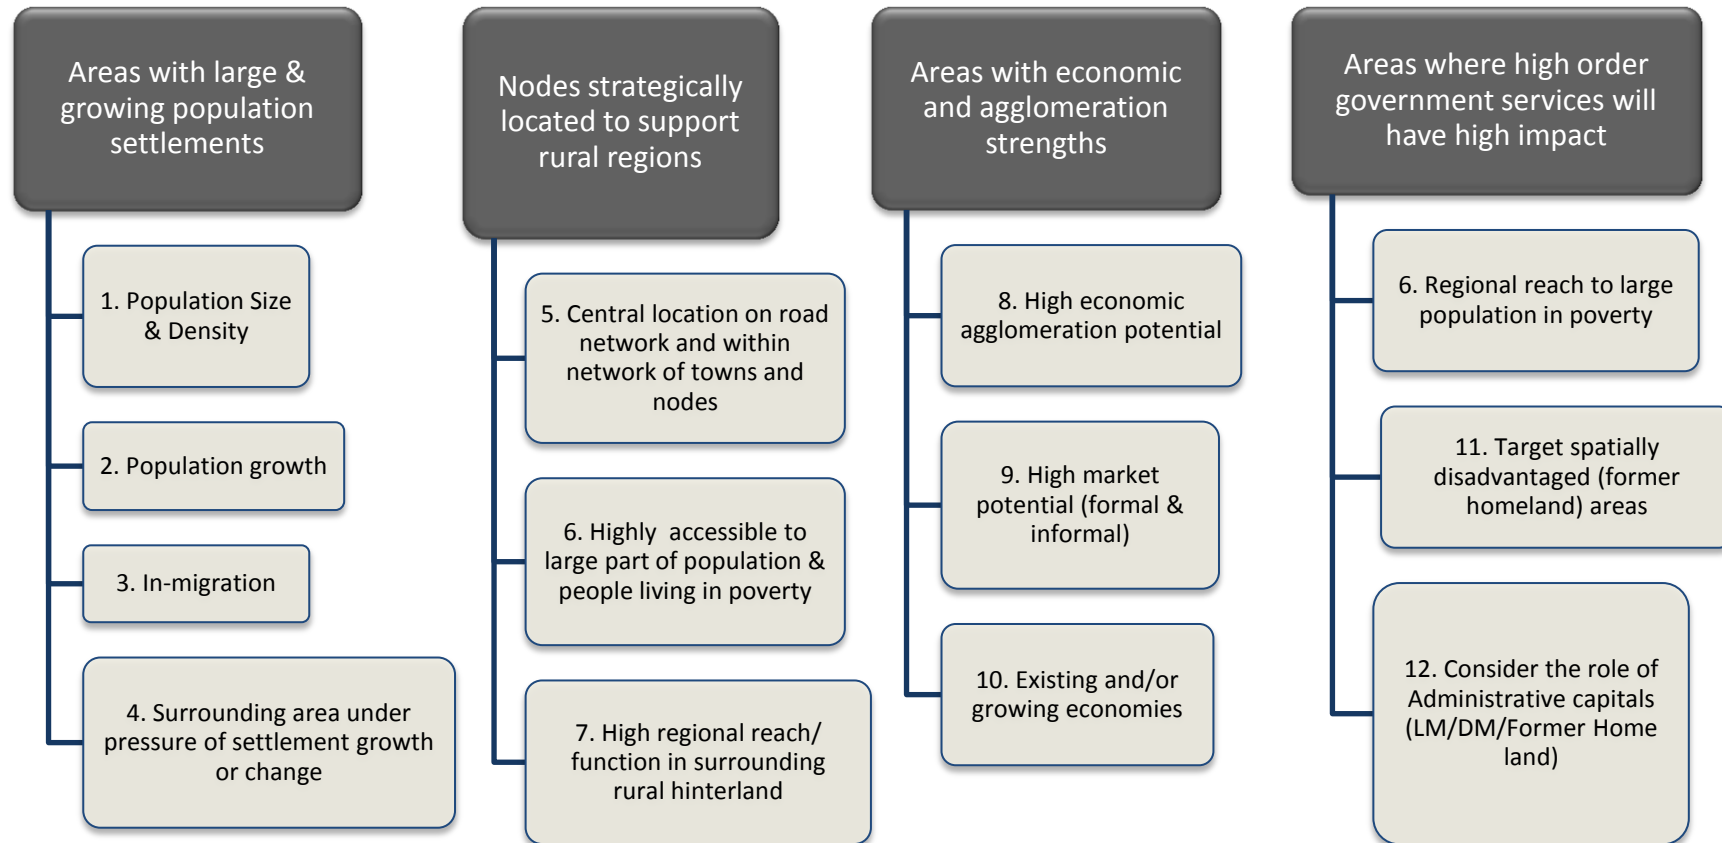 Areas with large &
growing population
settlements
1. Population Size
& Density
2. Population growth
3. In-migration
4. Surrounding area under
pressure of settlement growth
or change
Nodes strategically
located to support
rural regions
5. Central location on road
network and within
network of towns and
nodes
6. Highly accessible to
large part of population &
people living in poverty
7. High regional reach/
function in surrounding
rural hinterland
Areas with economic
and agglomeration
strengths
8. High economic
agglomeration potential
9. High market
potential (formal &
informal)
10. Existing and/or
growing economies
Areas where high order
government services will
have high impact
6. Regional reach to large
population in poverty
11. Target spatially
disadvantaged (former
homeland) areas
12. Consider the role of
Administrative capitals
(LM/DM/Former Home
land)